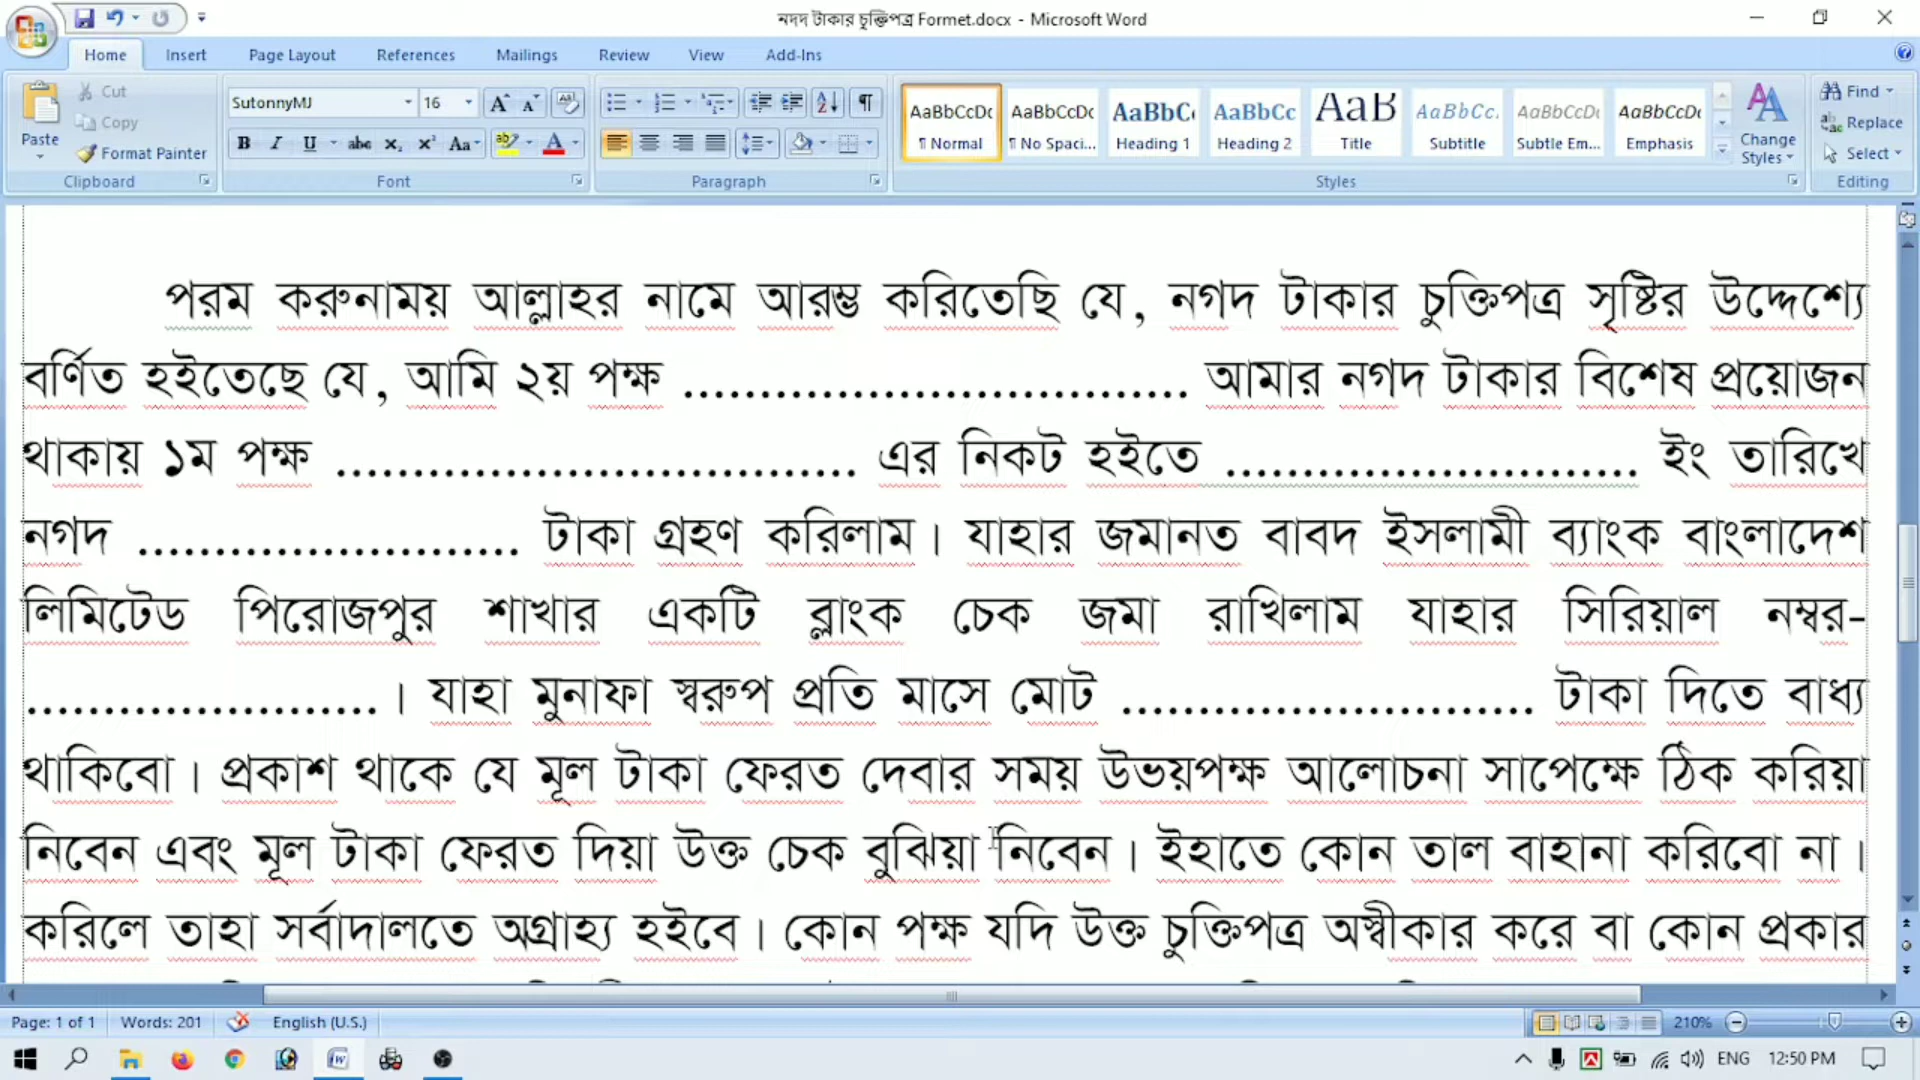 নদদ টাকার চুক্তিপত্র Formet.docx - Microsoft Word
Home Insert Page Layout References Mailings Review View Add-Ins
Paste
Cut
Copy
Format Painter
Clipboard
SutonnyMJ 16
Font
Paragraph
AaBbCcDc AaBbCcDc AaBbC AaBbCc AaB AaBbCc. AaBbCcDc AaBbCcDc
¶ Normal ¶ No Spaci... Heading 1 Heading 2 Title Subtitle Subtle Em... Emphasis
Change Styles
Styles
Find
Replace
Select
Editing
পরম করুনাময় আল্লাহর নামে আরম্ভ করিতেছি যে, নগদ টাকার চুক্তিপত্র সৃষ্টির উদ্দেশ্যে
বর্ণিত হইতেছে যে, আমি ২য় পক্ষ ................................. আমার নগদ টাকার বিশেষ প্রয়োজন
থাকায় ১ম পক্ষ .................................. এর নিকট হইতে ........................... ইং তারিখে
নগদ ......................... টাকা গ্রহণ করিলাম। যাহার জমানত বাবদ ইসলামী ব্যাংক বাংলাদেশ
লিমিটেড পিরোজপুর শাখার একটি ব্লাংক চেক জমা রাখিলাম যাহার সিরিয়াল নম্বর-
.......................। যাহা মুনাফা স্বরুপ প্রতি মাসে মোট ........................... টাকা দিতে বাধ্য
থাকিবো। প্রকাশ থাকে যে মূল টাকা ফেরত দেবার সময় উভয়পক্ষ আলোচনা সাপেক্ষে ঠিক করিয়া
নিবেন এবং মূল টাকা ফেরত দিয়া উক্ত চেক বুঝিয়া নিবেন। ইহাতে কোন তাল বাহানা করিবো না।
করিলে তাহা সর্বাদালতে অগ্রাহ্য হইবে। কোন পক্ষ যদি উক্ত চুক্তিপত্র অস্বীকার করে বা কোন প্রকার
Page: 1 of 1 Words: 201 English (U.S.) 210%
ENG 12:50 PM